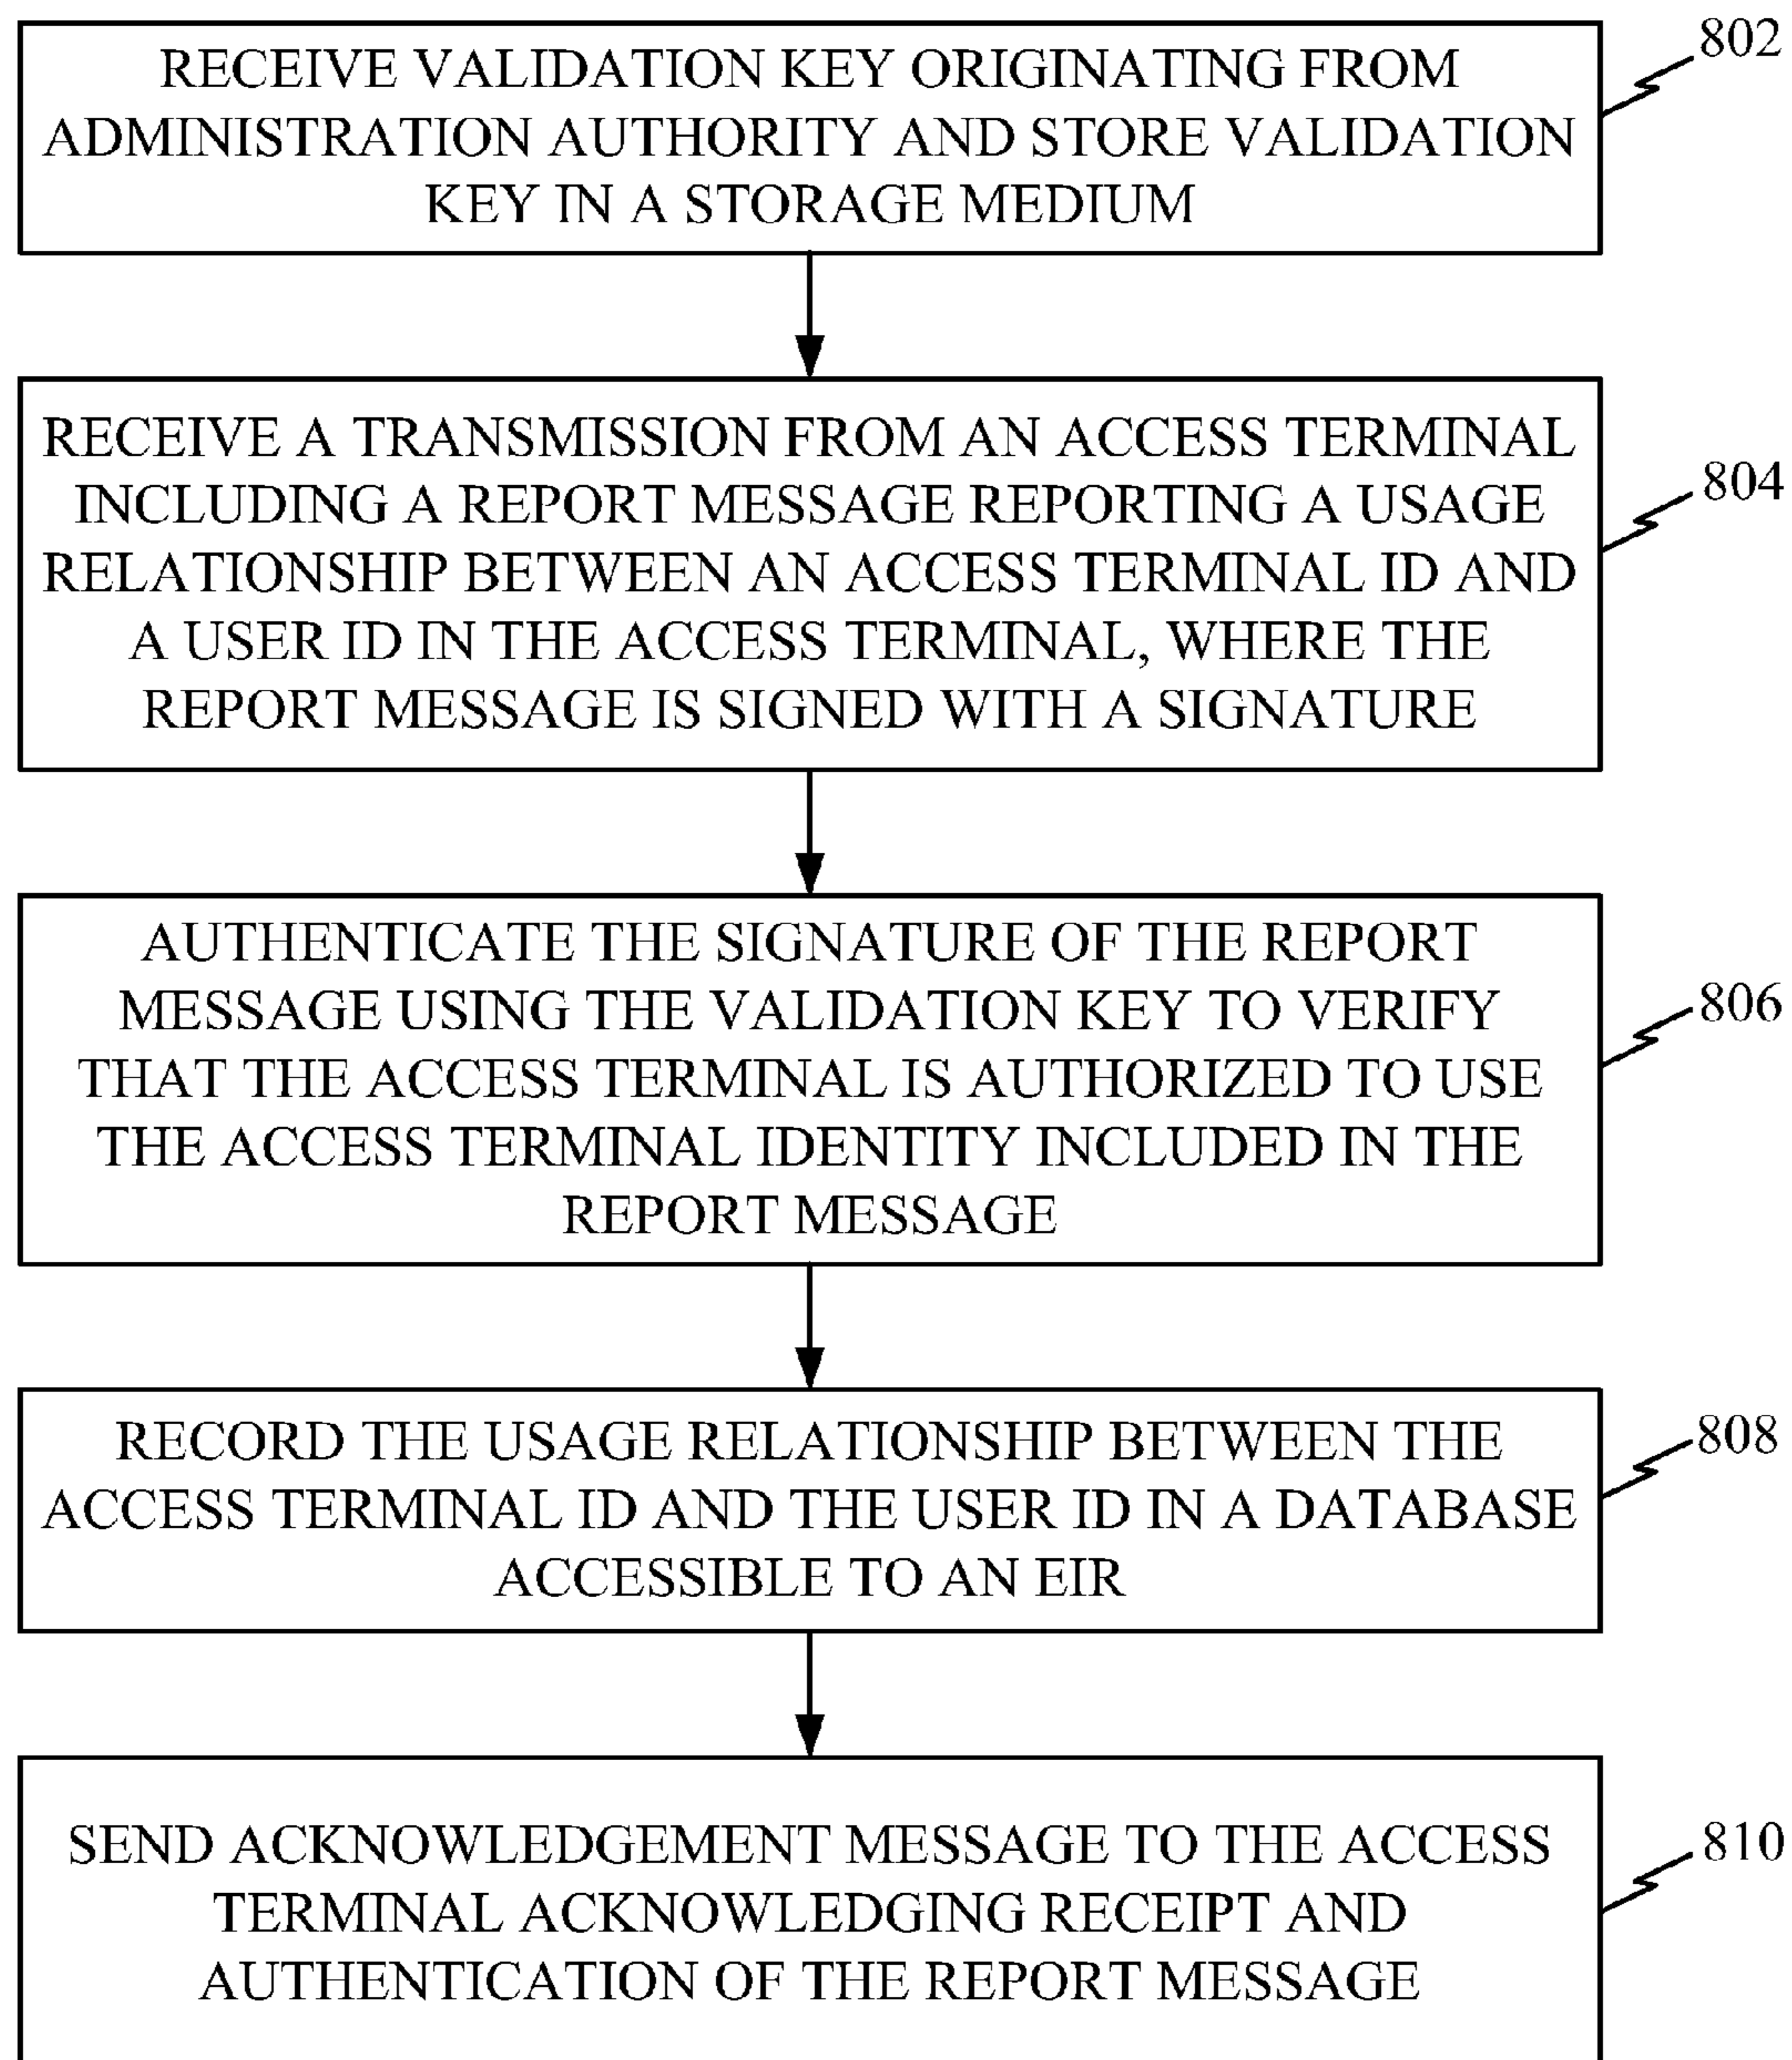 RECEIVE VALIDATION KEY ORIGINATING FROM
ADMINISTRATION AUTHORITY AND STORE VALIDATION
KEY IN A STORAGE MEDIUM
802
RECEIVE A TRANSMISSION FROM AN ACCESS TERMINAL
INCLUDING A REPORT MESSAGE REPORTING A USAGE
RELATIONSHIP BETWEEN AN ACCESS TERMINAL ID AND
A USER ID IN THE ACCESS TERMINAL, WHERE THE
REPORT MESSAGE IS SIGNED WITH A SIGNATURE
804
AUTHENTICATE THE SIGNATURE OF THE REPORT
MESSAGE USING THE VALIDATION KEY TO VERIFY
THAT THE ACCESS TERMINAL IS AUTHORIZED TO USE
THE ACCESS TERMINAL IDENTITY INCLUDED IN THE
REPORT MESSAGE
806
RECORD THE USAGE RELATIONSHIP BETWEEN THE
ACCESS TERMINAL ID AND THE USER ID IN A DATABASE
ACCESSIBLE TO AN EIR
808
SEND ACKNOWLEDGEMENT MESSAGE TO THE ACCESS
TERMINAL ACKNOWLEDGING RECEIPT AND
AUTHENTICATION OF THE REPORT MESSAGE
810